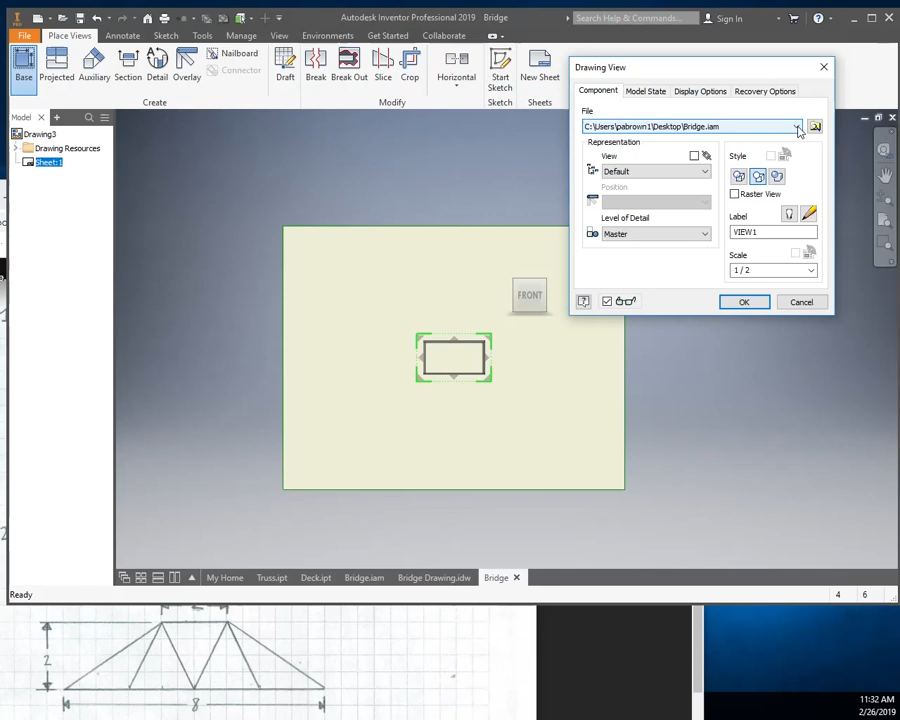 PRO
Autodesk Inventor Professional 2019   Bridge
Search Help & Commands...
Sign In
File
Place Views
Annotate
Sketch
Tools
Manage
View
Environments
Get Started
Collaborate
Base
Projected
Auxiliary
Section
Detail
Overlay
Nailboard
Connector
Draft
Break
Break Out
Slice
Crop
Horizontal
Start
Sketch
New Sheet
Create
Modify
Sketch
Sheets
Model
Drawing3
Drawing Resources
Sheet:1
Drawing View
Component
Model State
Display Options
Recovery Options
File
C:\Users\pabrown1\Desktop\Bridge.iam
Representation
View
Default
Position
Level of Detail
Master
Style
Raster View
Label
VIEW1
Scale
1 / 2
OK
Cancel
FRONT
My Home
Truss.ipt
Deck.ipt
Bridge.iam
Bridge Drawing.idw
Bridge
Ready
4
6
2
8
11:32 AM
2/26/2019